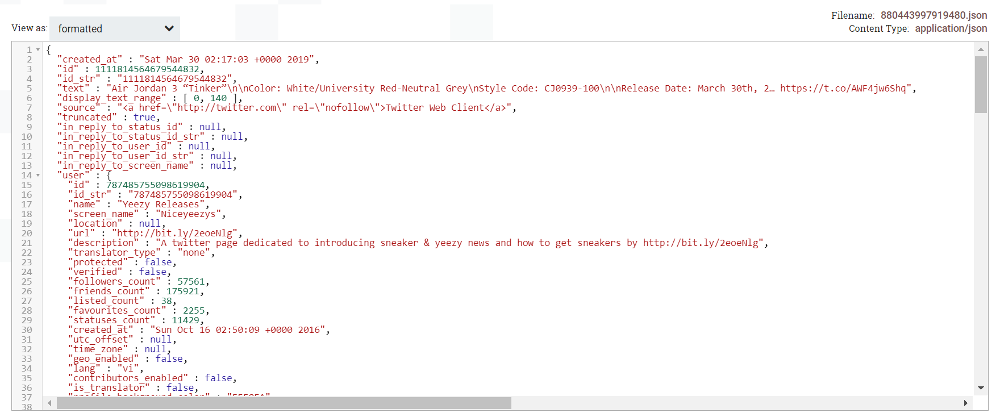 Filename: 880443997919480.json
View as: formatted
Content Type: application/json
1 {
2 "created_at" : "Sat Mar 30 02:17:03 +0000 2019",
3 "id" : 1111814564679544832,
4 "id_str" : "1111814564679544832",
5 "text" : "Air Jordan 3 “Tinker”\n\nColor: White/University Red-Neutral Grey\nStyle Code: CJ0939-100\n\nRelease Date: March 30th, 2… https://t.co/AWF4jw6Shq",
6 "display_text_range" : [ 0, 140 ],
7 "source" : "<a href=\"http://twitter.com\" rel=\"nofollow\">Twitter Web Client</a>",
8 "truncated" : true,
9 "in_reply_to_status_id" : null,
10 "in_reply_to_status_id_str" : null,
11 "in_reply_to_user_id" : null,
12 "in_reply_to_user_id_str" : null,
13 "in_reply_to_screen_name" : null,
14 "user" : {
15 "id" : 787485755098619904,
16 "id_str" : "787485755098619904",
17 "name" : "Yeezy Releases",
18 "screen_name" : "Niceyeezys",
19 "location" : null,
20 "url" : "http://bit.ly/2eoeNlg",
21 "description" : "A twitter page dedicated to introducing sneaker & yeezy news and how to get sneakers by http://bit.ly/2eoeNlg",
22 "translator_type" : "none",
23 "protected" : false,
24 "verified" : false,
25 "followers_count" : 57561,
26 "friends_count" : 175921,
27 "listed_count" : 38,
28 "favourites_count" : 2255,
29 "statuses_count" : 11429,
30 "created_at" : "Sun Oct 16 02:50:09 +0000 2016",
31 "utc_offset" : null,
32 "time_zone" : null,
33 "geo_enabled" : false,
34 "lang" : "vi",
35 "contributors_enabled" : false,
36 "is_translator" : false,
37 "profile_background_color" :
38